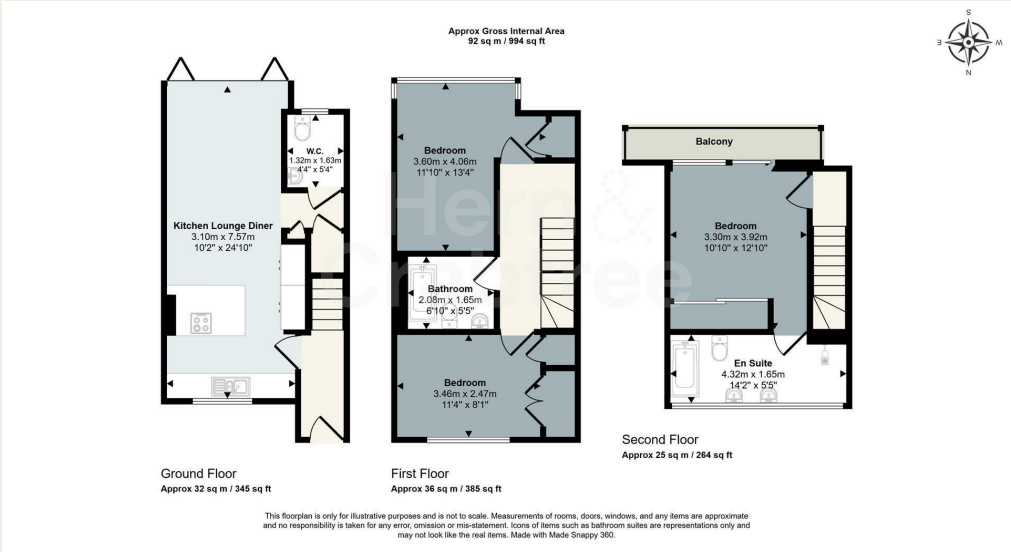 Approx Gross Internal Area
92 sq m / 994 sq ft
S
E
W
N
W.C.
1.32m x 1.63m
4'4" x 5'4"
Kitchen Lounge Diner
3.10m x 7.57m
10'2" x 24'10"
Ground Floor
Approx 32 sq m / 345 sq ft
Bedroom
3.60m x 4.06m
11'10" x 13'4"
Bathroom
2.08m x 1.65m
6'10" x 5'5"
Bedroom
3.46m x 2.47m
11'4" x 8'1"
First Floor
Approx 36 sq m / 385 sq ft
Balcony
Bedroom
3.30m x 3.92m
10'10" x 12'10"
En Suite
4.32m x 1.65m
14'2" x 5'5"
Second Floor
Approx 25 sq m / 264 sq ft
Hern &
Crabtree
This floorplan is only for illustrative purposes and is not to scale. Measurements of rooms, doors, windows, and any items are approximate
and no responsibility is taken for any error, omission or mis-statement. Icons of items such as bathroom suites are representations only and
may not look like the real items. Made with Made Snappy 360.